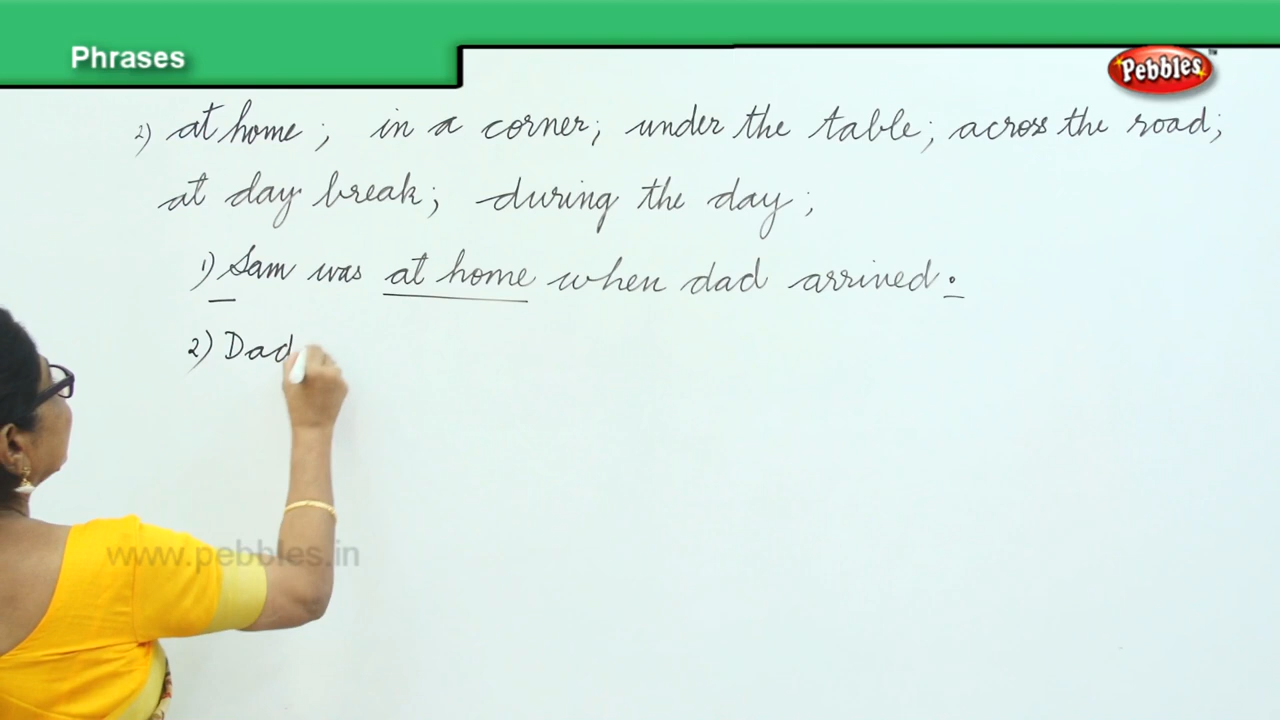 Phrases
Pebbles™
2) at home; in a corner; under the table; across the road;
at day break; during the day;
1) Sam was at home when dad arrived.
2) Dad
www.pebbles.in